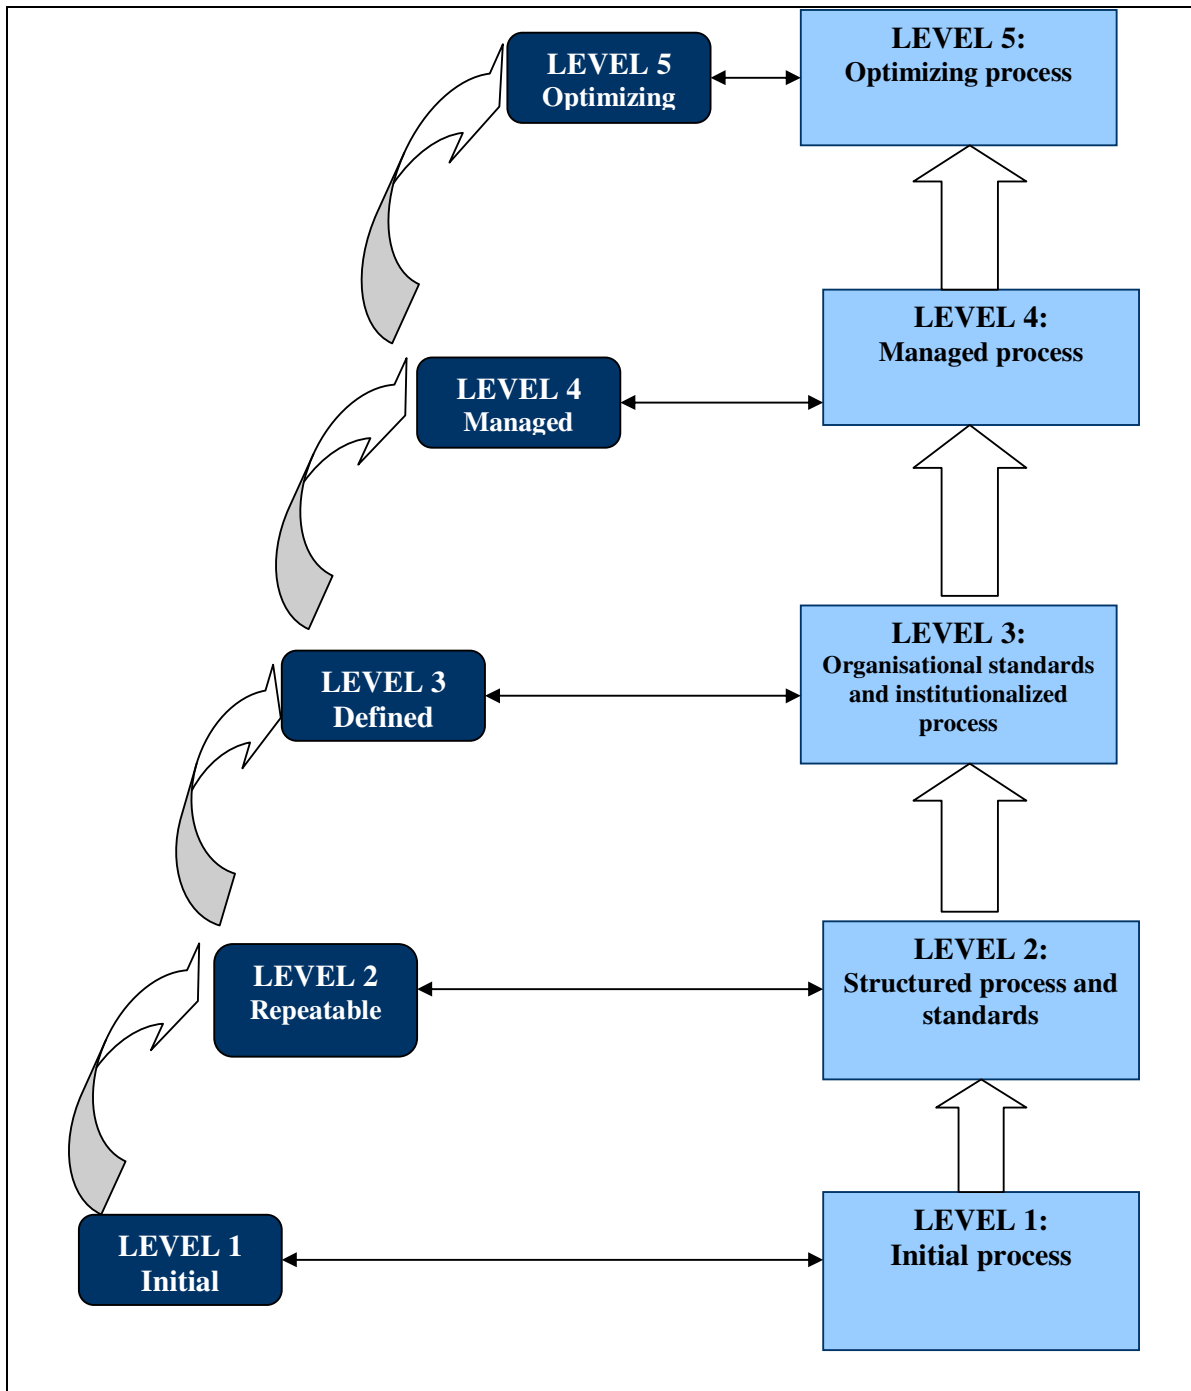 LEVEL 5
Optimizing
LEVEL 5:
Optimizing process
LEVEL 4
Managed
LEVEL 4:
Managed process
LEVEL 3
Defined
LEVEL 3:
Organisational standards
and institutionalized
process
LEVEL 2
Repeatable
LEVEL 2:
Structured process and
standards
LEVEL 1
Initial
LEVEL 1:
Initial process